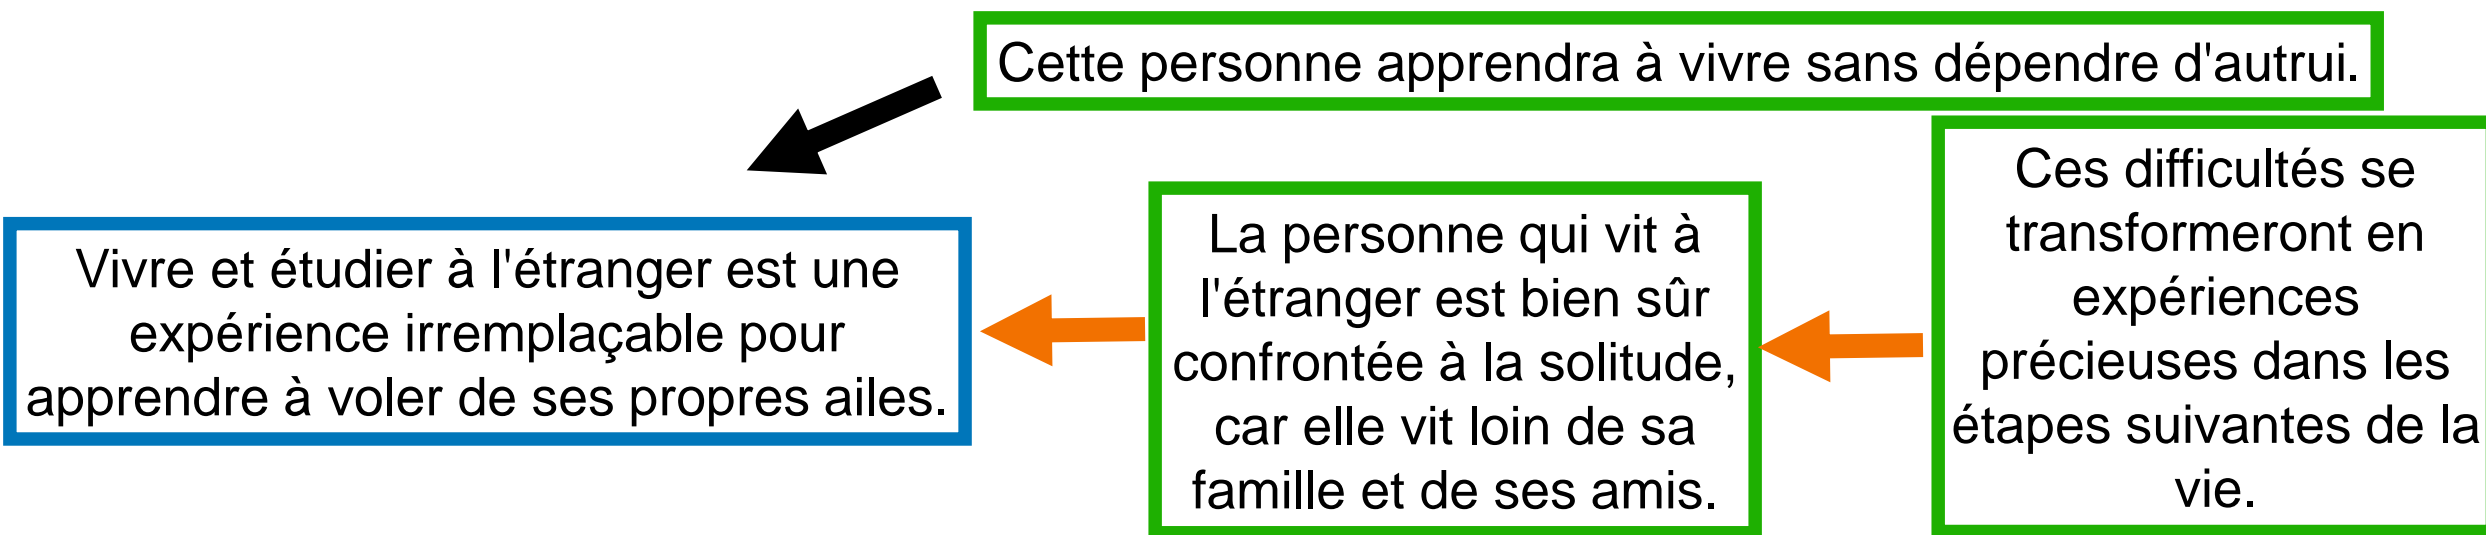 Cette personne apprendra à vivre sans dépendre d'autrui.
Vivre et étudier à l'étranger est une
expérience irremplaçable pour
apprendre à voler de ses propres ailes.
La personne qui vit à
l'étranger est bien sûr
confrontée à la solitude,
car elle vit loin de sa
famille et de ses amis.
Ces difficultés se
transformeront en
expériences
précieuses dans les
étapes suivantes de la
vie.